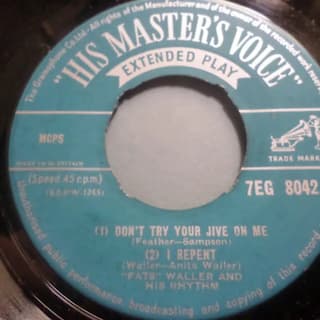 The Gramophone Co. Ltd. All rights of the Manufacturer and of the Owner of the recorded work reserved
"HIS MASTER'S VOICE"
EXTENDED PLAY
MCPS
MADE IN GT. BRITAIN
TRADE MARK
(Speed 45 r.p.m.)
7EG 8042
(1) DON'T TRY YOUR JIVE ON ME
(Feather—Sampson)
(2) I REPENT
(Waller—Anita Waller)
"FATS" WALLER AND
HIS RHYTHM
Unauthorised public performance broadcasting and copying of this record